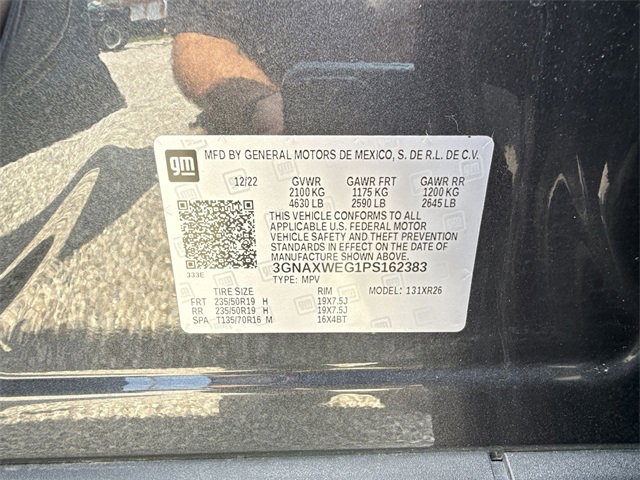 gm MFD BY GENERAL MOTORS DE MEXICO, S. DE R.L. DE C.V.
12/22 GVWR GAWR FRT GAWR RR
2100 KG 1175 KG 1200 KG
4630 LB 2590 LB 2645 LB
THIS VEHICLE CONFORMS TO ALL
APPLICABLE U.S. FEDERAL MOTOR
VEHICLE SAFETY AND THEFT PREVENTION
STANDARDS IN EFFECT ON THE DATE OF
MANUFACTURE SHOWN ABOVE.
333E 3GNAXWEG1PS162383
TYPE: MPV
TIRE SIZE RIM MODEL: 131XR26
FRT 235/50R19 H 19X7.5J
RR 235/50R19 H 19X7.5J
SPA T135/70R16 M 16X4BT